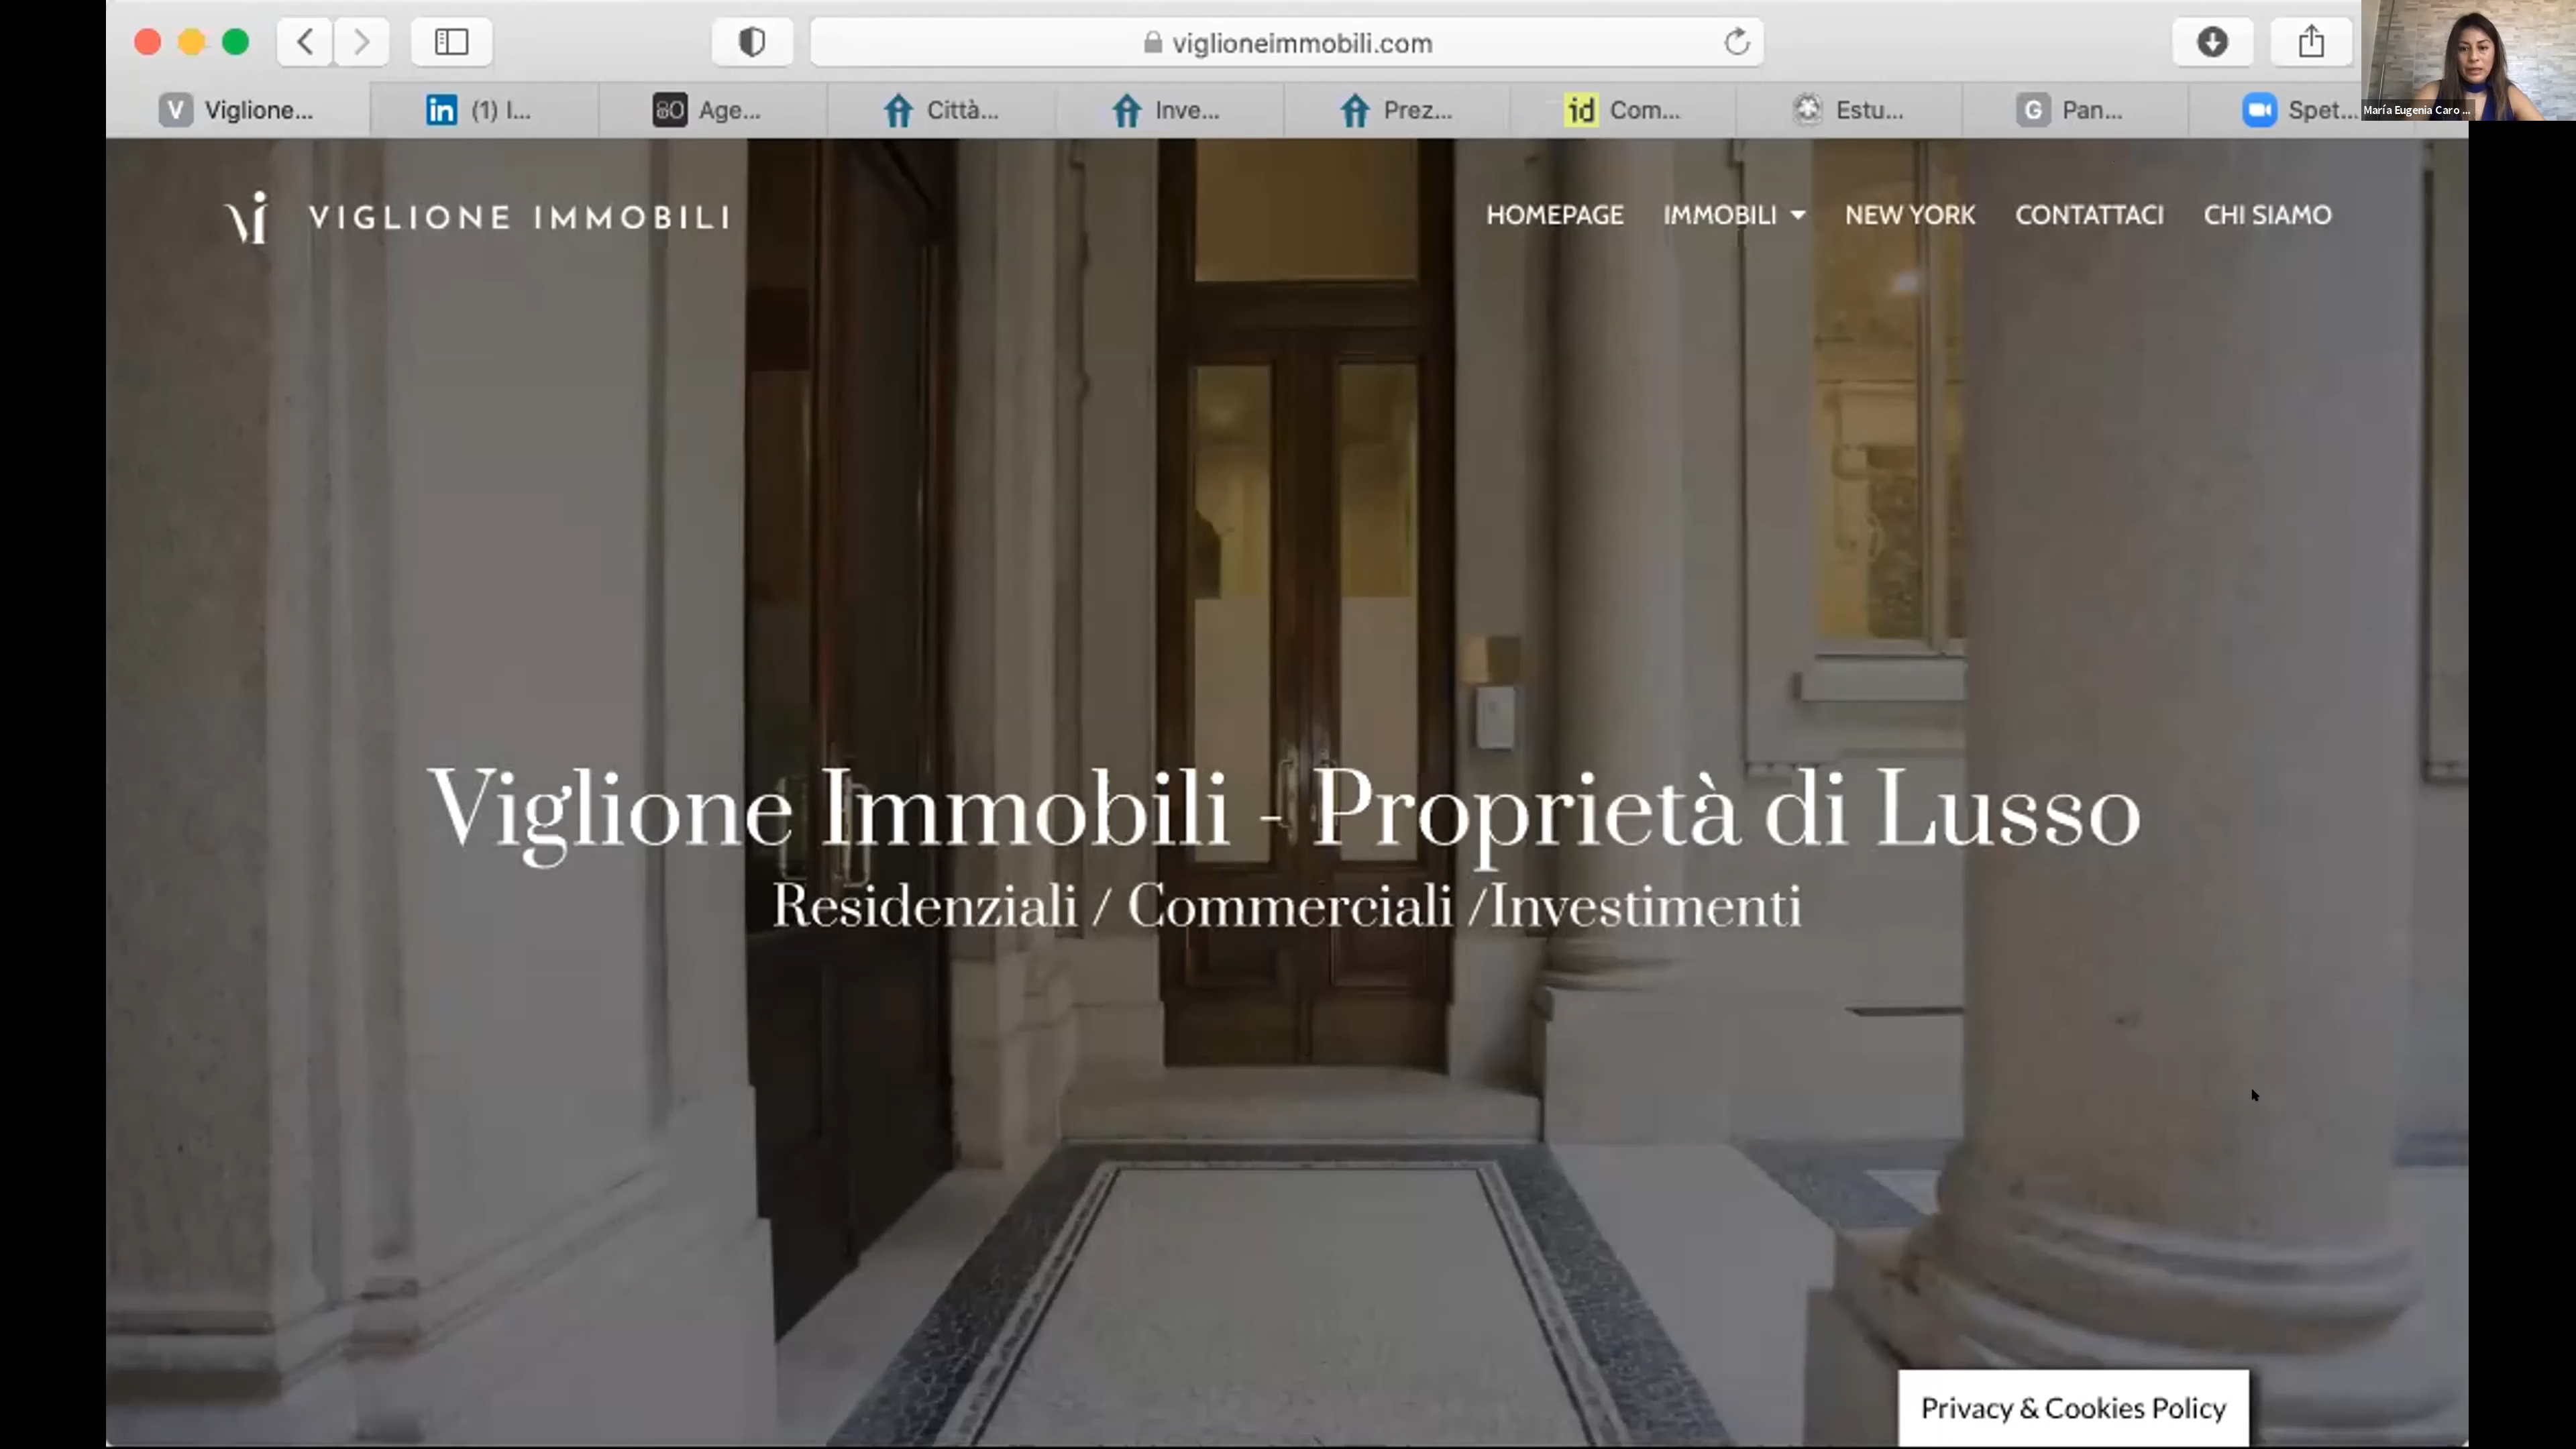 viglioneimmobili.com
Viglione...
(1) I...
Age...
Città...
Inve...
Prez...
Com...
Estu...
Pan...
Spet...
María Eugenia Caro ...
VIGLIONE IMMOBILI
HOMEPAGE
IMMOBILI
NEW YORK
CONTATTACI
CHI SIAMO
Viglione Immobili - Proprietà di Lusso
Residenziali / Commerciali /Investimenti
Privacy & Cookies Policy